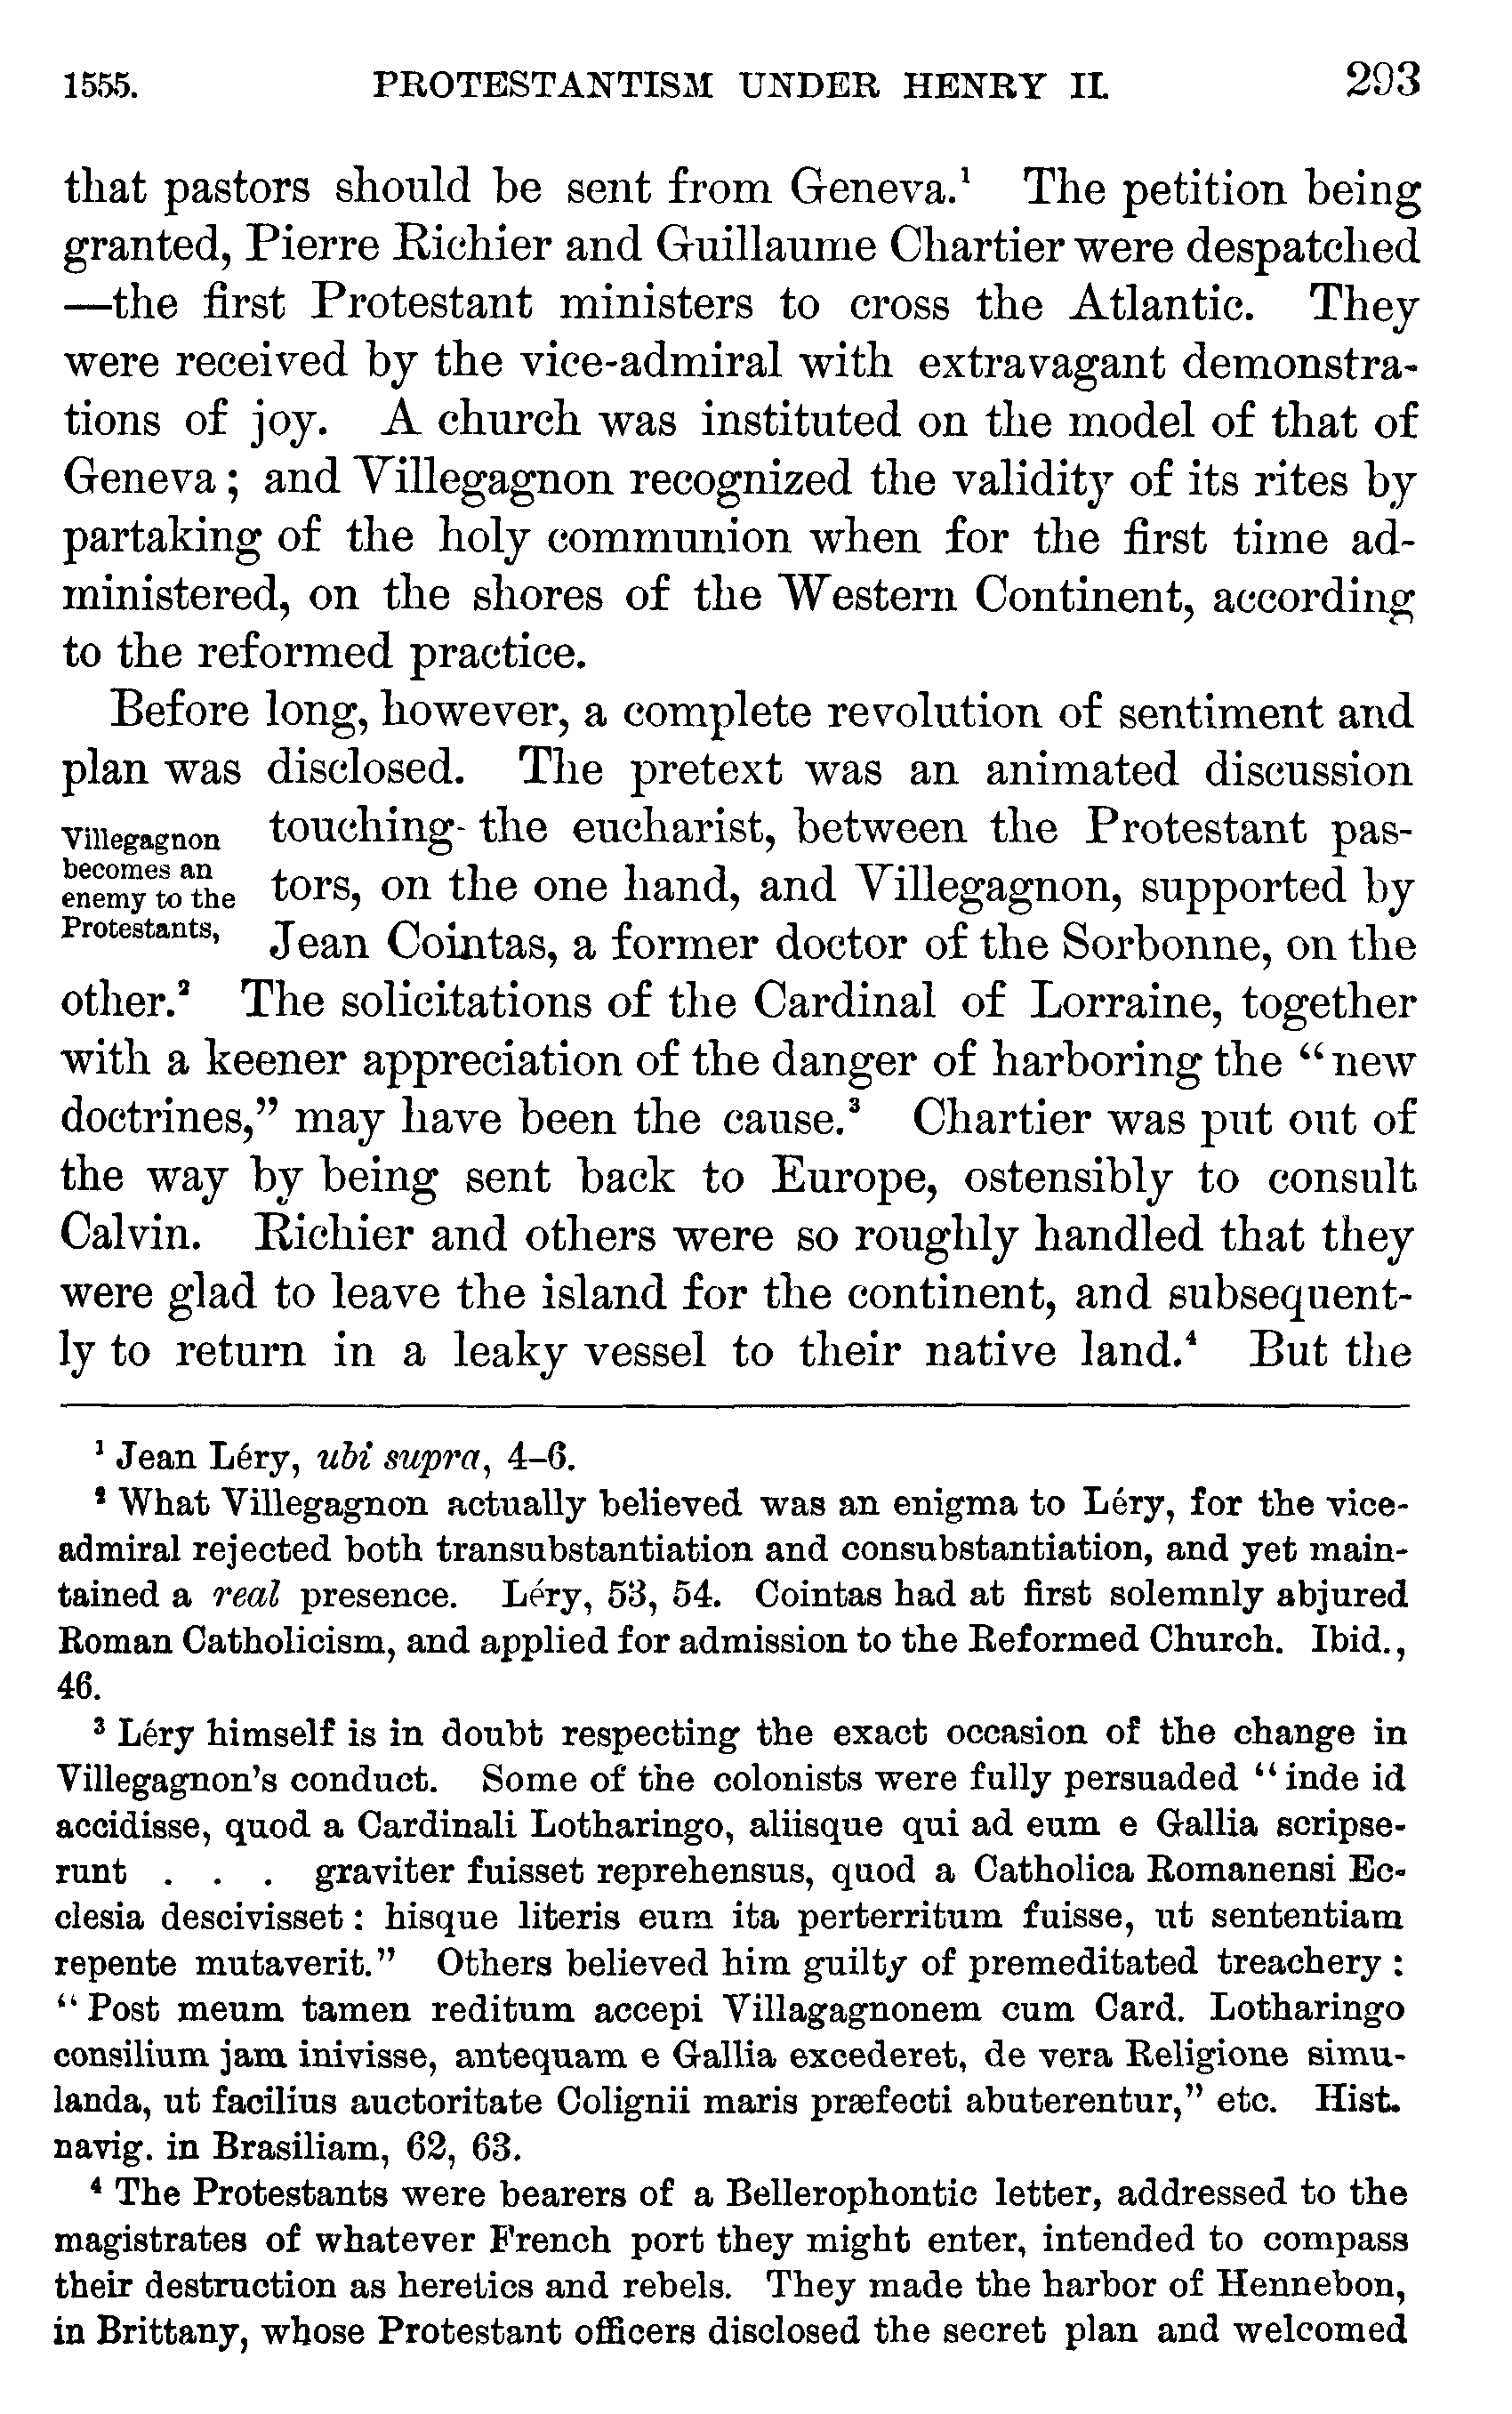 1555. PROTESTANTISM UNDER HENRY II. 293
that pastors should be sent from Geneva.¹ The petition being
granted, Pierre Richier and Guillaume Chartier were despatched
—the first Protestant ministers to cross the Atlantic. They
were received by the vice-admiral with extravagant demonstra-
tions of joy. A church was instituted on the model of that of
Geneva; and Villegagnon recognized the validity of its rites by
partaking of the holy communion when for the first time ad-
ministered, on the shores of the Western Continent, according
to the reformed practice.
Before long, however, a complete revolution of sentiment and
plan was disclosed. The pretext was an animated discussion
Villegagnon
becomes an
enemy to the
Protestants,
touching the eucharist, between the Protestant pas-
tors, on the one hand, and Villegagnon, supported by
Jean Cointas, a former doctor of the Sorbonne, on the
other.² The solicitations of the Cardinal of Lorraine, together
with a keener appreciation of the danger of harboring the “new
doctrines,” may have been the cause.³ Chartier was put out of
the way by being sent back to Europe, ostensibly to consult
Calvin. Richier and others were so roughly handled that they
were glad to leave the island for the continent, and subsequent-
ly to return in a leaky vessel to their native land.⁴ But the
¹ Jean Léry, ubi supra, 4–6.
² What Villegagnon actually believed was an enigma to Léry, for the vice-
admiral rejected both transubstantiation and consubstantiation, and yet main-
tained a real presence. Léry, 53, 54. Cointas had at first solemnly abjured
Roman Catholicism, and applied for admission to the Reformed Church. Ibid.,
46.
³ Léry himself is in doubt respecting the exact occasion of the change in
Villegagnon's conduct. Some of the colonists were fully persuaded “inde id
accidisse, quod a Cardinali Lotharingo, aliisque qui ad eum e Gallia scripse-
runt . . . graviter fuisset reprehensus, quod a Catholica Romanensi Ec-
clesia descivisset: hisque literis eum ita perterritum fuisse, ut sententiam
repente mutaverit.” Others believed him guilty of premeditated treachery:
“Post meum tamen reditum accepi Villagagnonem cum Card. Lotharingo
consilium jam inivisse, antequam e Gallia excederet, de vera Religione simu-
landa, ut facilius auctoritate Colignii maris præfecti abuterentur,” etc. Hist.
navig. in Brasiliam, 62, 63.
⁴ The Protestants were bearers of a Bellerophontic letter, addressed to the
magistrates of whatever French port they might enter, intended to compass
their destruction as heretics and rebels. They made the harbor of Hennebon,
in Brittany, whose Protestant officers disclosed the secret plan and welcomed